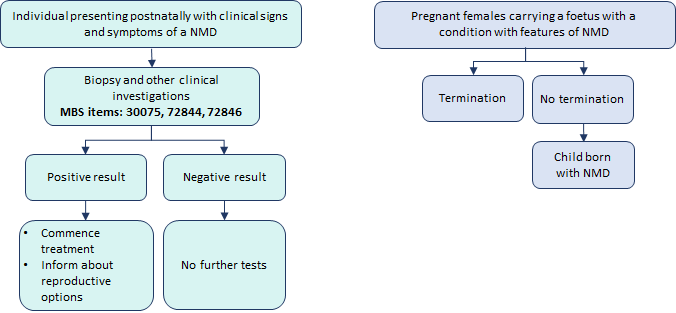 Individual presenting postnatally with clinical signs
and symptoms of a NMD
Biopsy and other clinical
investigations
MBS items: 30075, 72844, 72846
Positive result
Negative result
• Commence
treatment
• Inform about
reproductive
options
No further tests
Pregnant females carrying a foetus with a
condition with features of NMD
Termination
No termination
Child born
with NMD